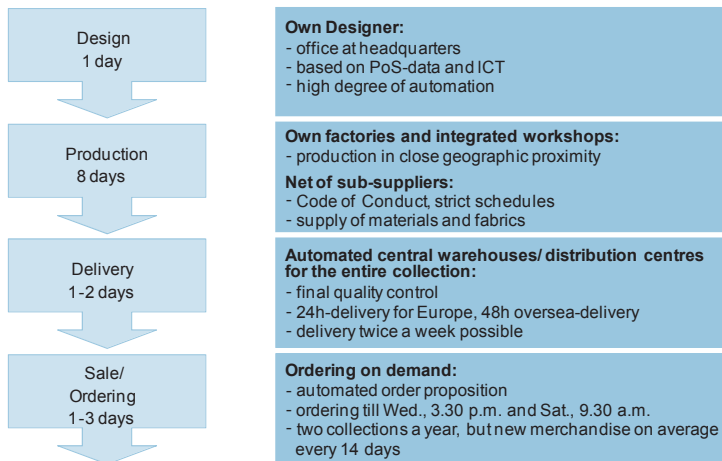 Design
1 day
Own Designer:
- office at headquarters
- based on PoS-data and ICT
- high degree of automation
Production
8 days
Own factories and integrated workshops:
- production in close geographic proximity
Net of sub-suppliers:
- Code of Conduct, strict schedules
- supply of materials and fabrics
Delivery
1-2 days
Automated central warehouses/ distribution centres
for the entire collection:
- final quality control
- 24h-delivery for Europe, 48h oversea-delivery
- delivery twice a week possible
Sale/
Ordering
1-3 days
Ordering on demand:
- automated order proposition
- ordering till Wed., 3.30 p.m. and Sat., 9.30 a.m.
- two collections a year, but new merchandise on average
every 14 days